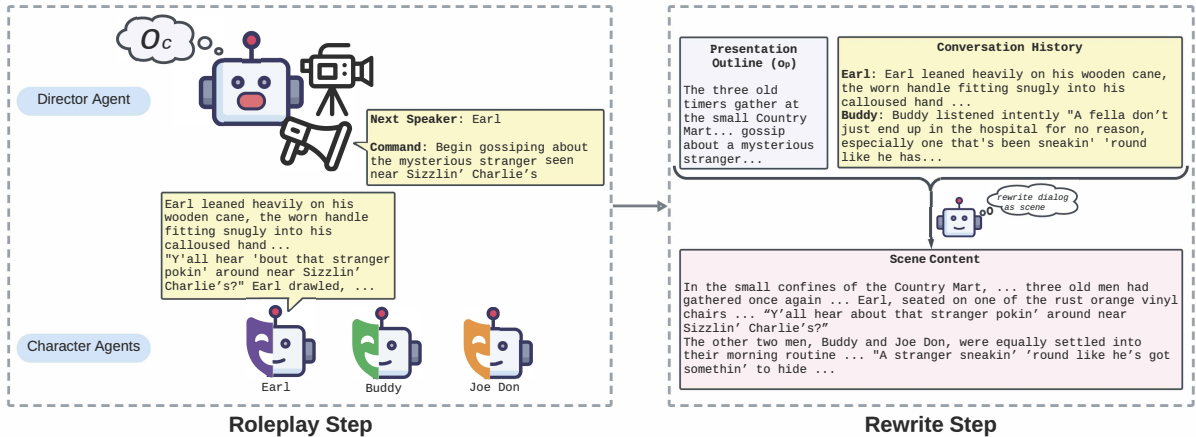 Oc
Director Agent
Next Speaker: Earl
Command: Begin gossiping about
the mysterious stranger seen
near Sizzlin’ Charlie’s
Earl leaned heavily on his
wooden cane, the worn handle
fitting snugly into his
calloused hand ...
"Y'all hear 'bout that stranger
pokin' around near Sizzlin’
Charlie’s?" Earl drawled, ...
Character Agents
Earl
Buddy
Joe Don
Roleplay Step
Presentation
Outline (oₚ)
The three old
timers gather at
the small Country
Mart... gossip
about a mysterious
stranger...
Conversation History
Earl: Earl leaned heavily on his wooden cane,
the worn handle fitting snugly into his
calloused hand ...
Buddy: Buddy listened intently "A fella don’t
just end up in the hospital for no reason,
especially one that's been sneakin' 'round
like he has...
rewrite dialog
as scene
Scene Content
In the small confines of the Country Mart, ... three old men had
gathered once again ... Earl, seated on one of the rust orange vinyl
chairs ... “Y’all hear about that stranger pokin’ around near
Sizzlin’ Charlie’s?”
The other two men, Buddy and Joe Don, were equally settled into
their morning routine ... "A stranger sneakin’ ’round like he’s got
somethin’ to hide ...
Rewrite Step